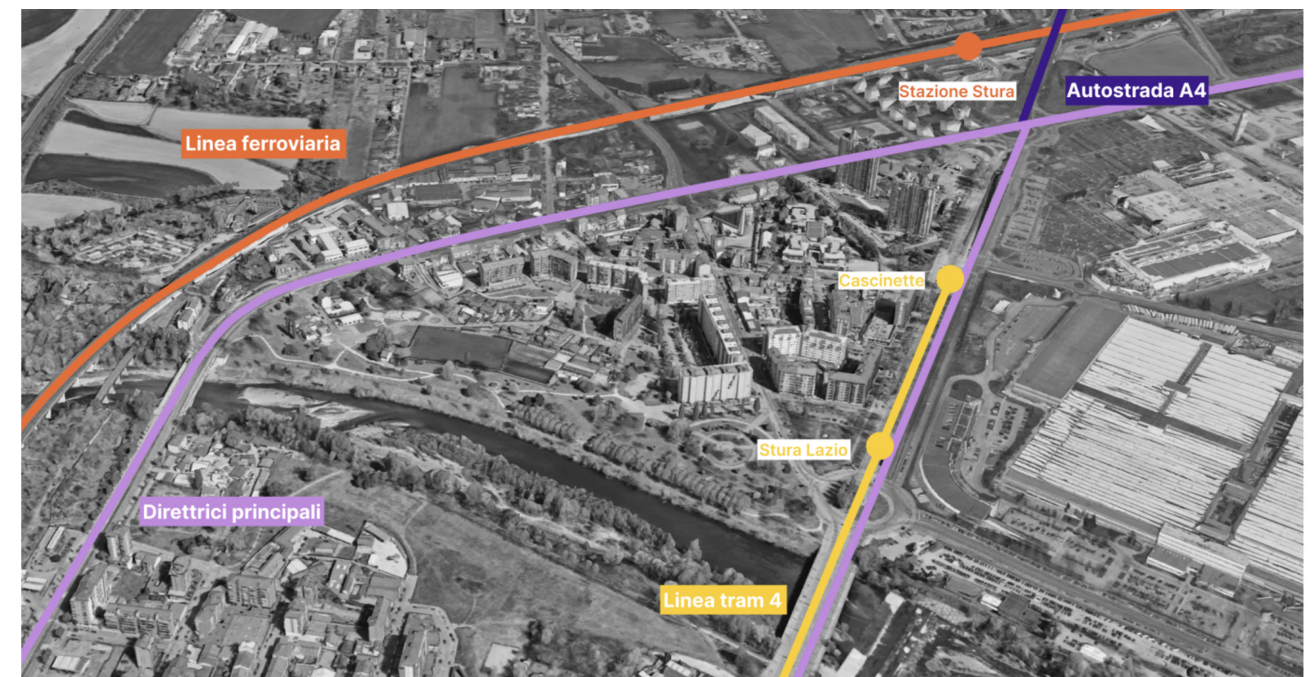 Stazione Stura
Autostrada A4
Linea ferroviaria
Cascinette
Stura Lazio
Direttrici principali
Linea tram 4